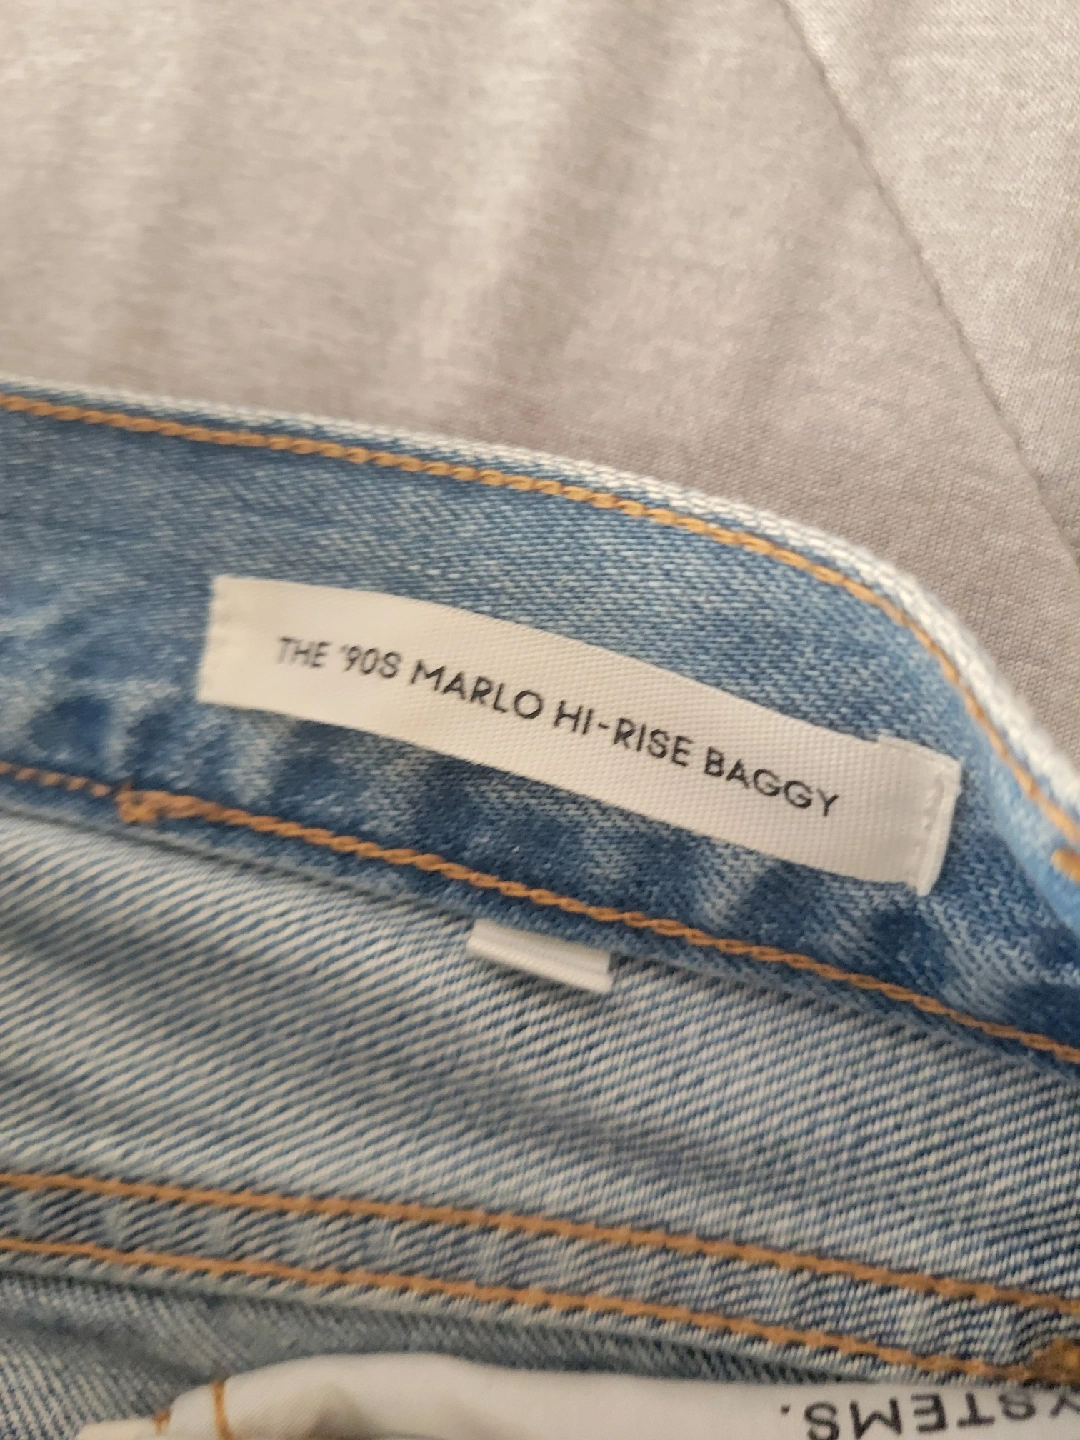 THE '90S MARLO HI-RISE BAGGY
YSTEMS.